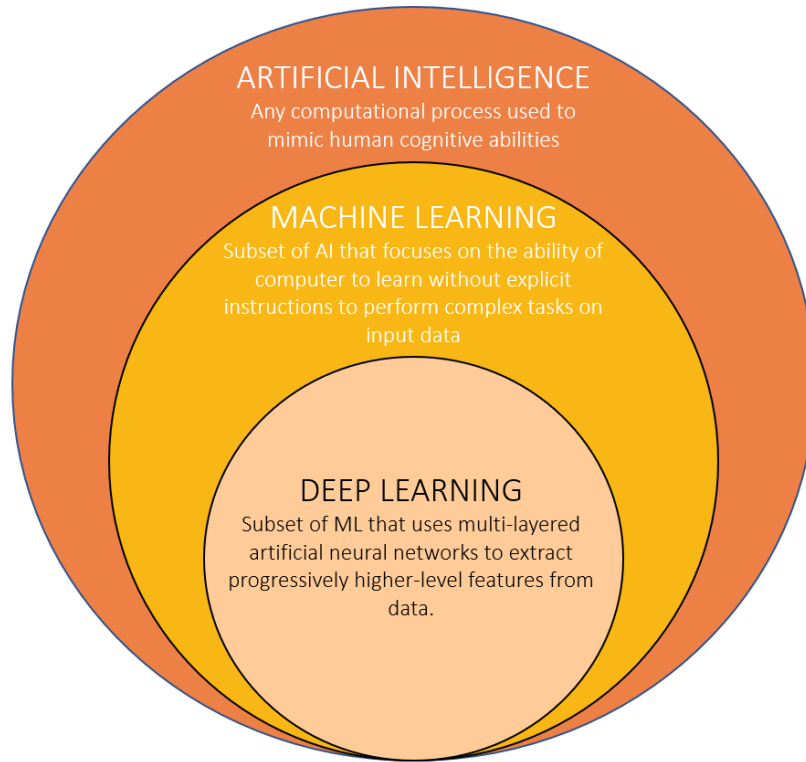 ARTIFICIAL INTELLIGENCE
Any computational process used to
mimic human cognitive abilities
MACHINE LEARNING
Subset of AI that focuses on the ability of
computer to learn without explicit
instructions to perform complex tasks on
input data
DEEP LEARNING
Subset of ML that uses multi-layered
artificial neural networks to extract
progressively higher-level features from
data.